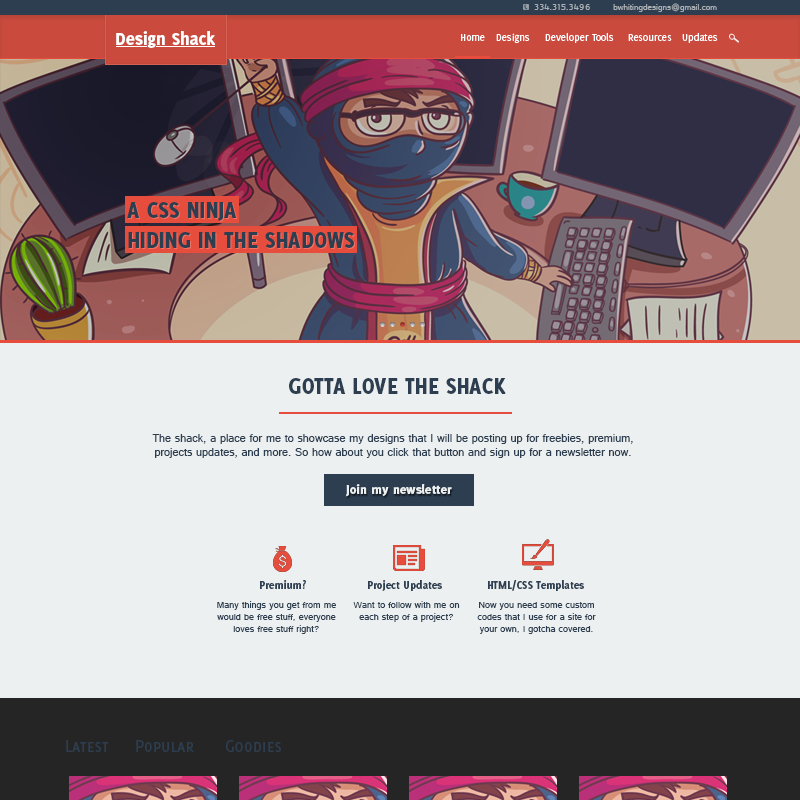 334.315.3496 bwhitingdesigns@gmail.com
Design Shack
Home Designs Developer Tools Resources Updates
A CSS NINJA
HIDING IN THE SHADOWS
GOTTA LOVE THE SHACK
The shack, a place for me to showcase my designs that I will be posting up for freebies, premium,
projects updates, and more. So how about you click that button and sign up for a newsletter now.
Join my newsletter
Premium?
Many things you get from me
would be free stuff, everyone
loves free stuff right?
Project Updates
Want to follow with me on
each step of a project?
HTML/CSS Templates
Now you need some custom
codes that I use for a site for
your own, I gotcha covered.
Latest Popular Goodies